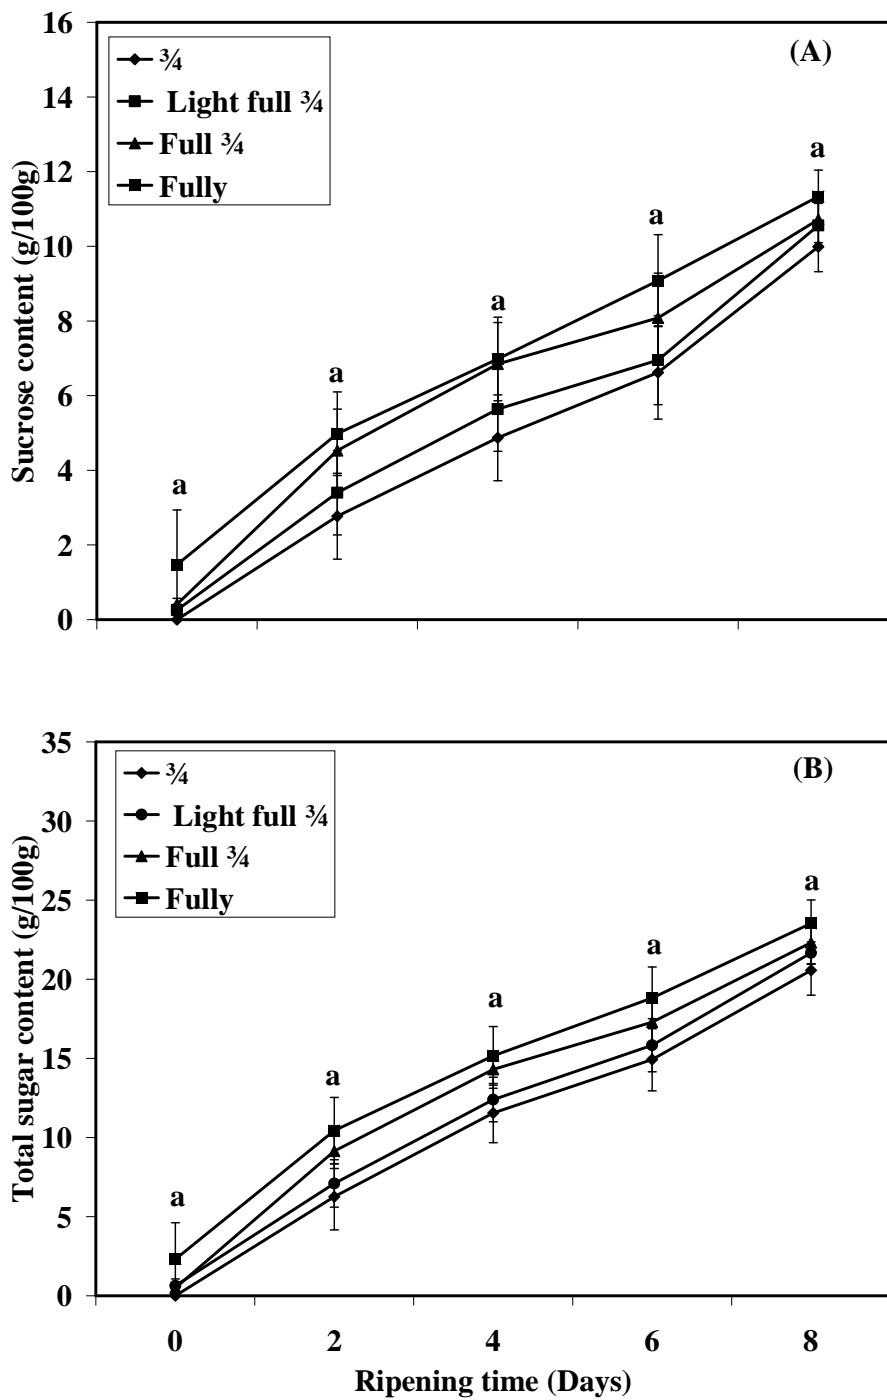 16
14
12
10
8
6
4
2
0
Sucrose content (g/100g)
¾
Light full ¾
Full ¾
Fully
(A)
a
a
a
a
a
35
30
25
20
15
10
5
0
Total sugar content (g/100g)
¾
Light full ¾
Full ¾
Fully
(B)
a
a
a
a
a
0 2 4 6 8
Ripening time (Days)